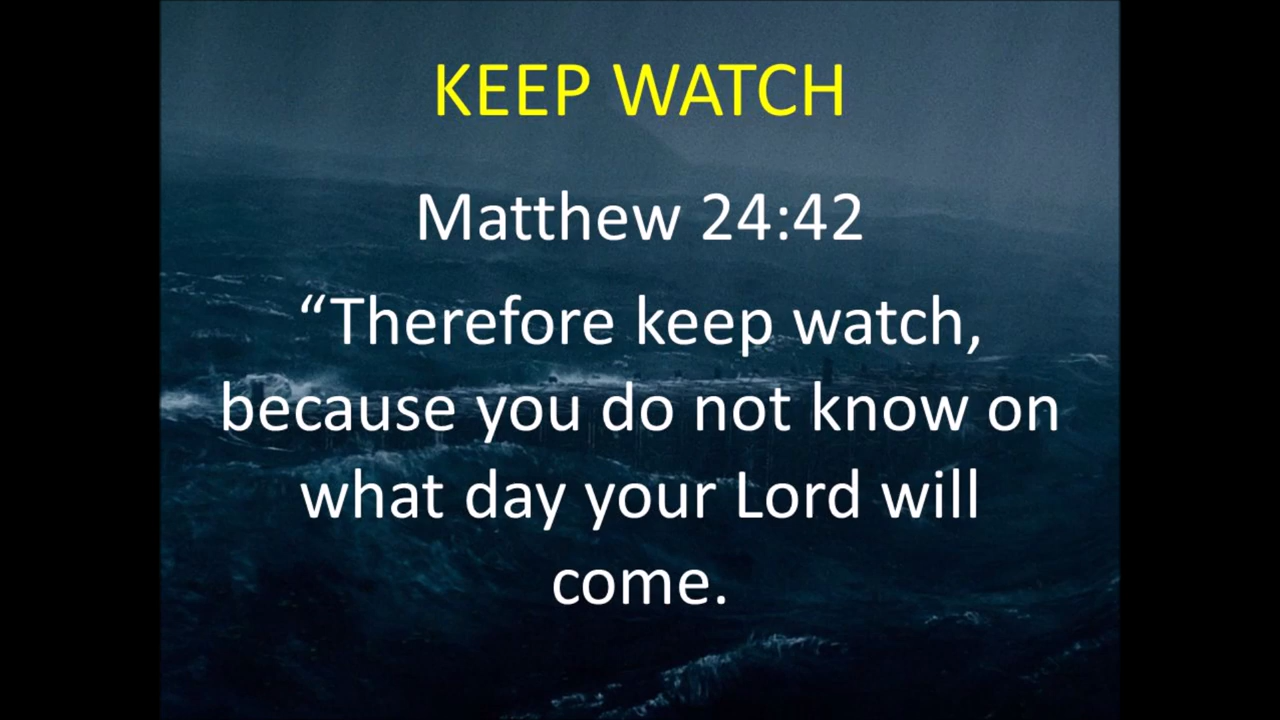 KEEP WATCH
Matthew 24:42
“Therefore keep watch,
because you do not know on
what day your Lord will
come.